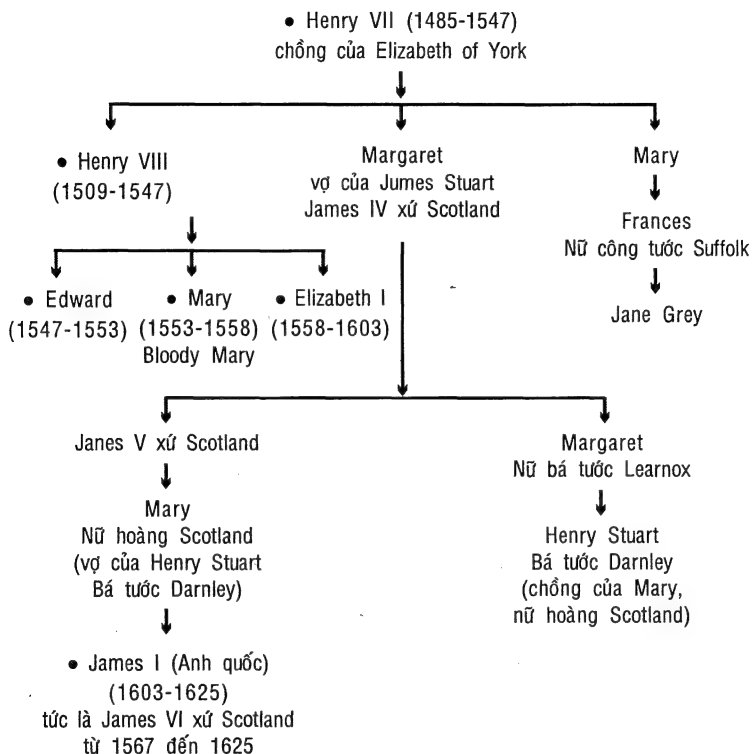 • Henry VII (1485-1547)
chồng của Elizabeth of York
• Henry VIII
(1509-1547)
Margaret
vợ của Jumes Stuart
James IV xứ Scotland
Mary
Frances
Nữ công tước Suffolk
Jane Grey
• Edward
(1547-1553)
• Mary
(1553-1558)
Bloody Mary
• Elizabeth I
(1558-1603)
Janes V xứ Scotland
Mary
Nữ hoàng Scotland
(vợ của Henry Stuart
Bá tước Darnley)
• James I (Anh quốc)
(1603-1625)
tức là James VI xứ Scotland
từ 1567 đến 1625
Margaret
Nữ bá tước Learnox
Henry Stuart
Bá tước Darnley
(chồng của Mary,
nữ hoàng Scotland)